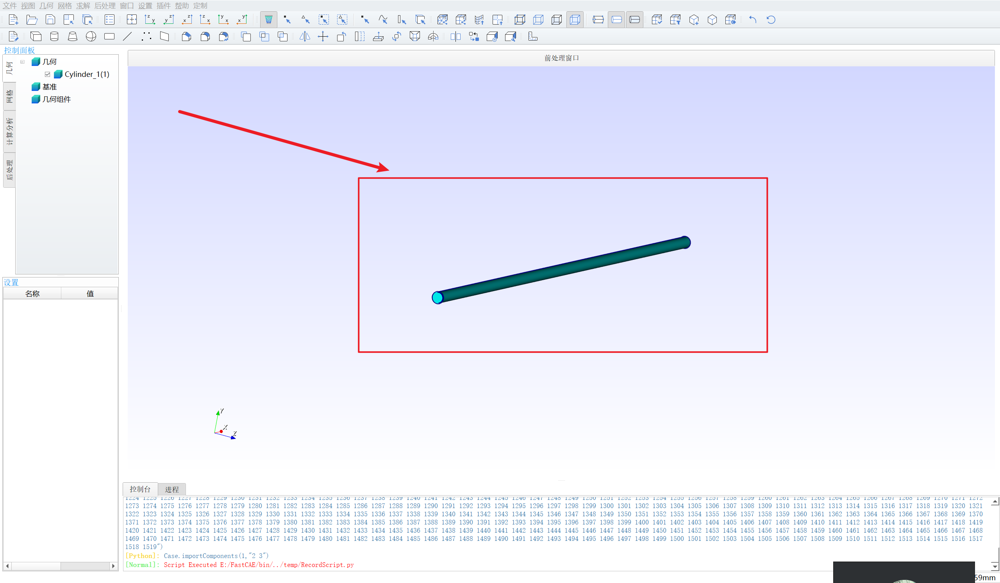 文件 视图 几何 网格 求解 后处理 窗口 设置 插件 帮助 定制
z y y z x z z x y x x y
控制面板
几何
网格
计算分析
后处理
几何
Cylinder_1(1)
基准
几何组件
前处理窗口
Y
X
Z
设置
名称 值
控制台 进程
1224 1225 1226 1227 1228 1229 1230 1231 1232 1233 1234 1235 1236 1237 1238 1239 1240 1241 1242 1243 1244 1245 1246 1247 1248 1249 1250 1251 1252 1253 1254 1255 1256 1257 1258 1259 1260 1261 1262 1263 1264 1265 1266 1267 1268 1269 1270 1271 1272
1273 1274 1275 1276 1277 1278 1279 1280 1281 1282 1283 1284 1285 1286 1287 1288 1289 1290 1291 1292 1293 1294 1295 1296 1297 1298 1299 1300 1301 1302 1303 1304 1305 1306 1307 1308 1309 1310 1311 1312 1313 1314 1315 1316 1317 1318 1319 1320 1321
1322 1323 1324 1325 1326 1327 1328 1329 1330 1331 1332 1333 1334 1335 1336 1337 1338 1339 1340 1341 1342 1343 1344 1345 1346 1347 1348 1349 1350 1351 1352 1353 1354 1355 1356 1357 1358 1359 1360 1361 1362 1363 1364 1365 1366 1367 1368 1369 1370
1371 1372 1373 1374 1375 1376 1377 1378 1379 1380 1381 1382 1383 1384 1385 1386 1387 1388 1389 1390 1391 1392 1393 1394 1395 1396 1397 1398 1399 1400 1401 1402 1403 1404 1405 1406 1407 1408 1409 1410 1411 1412 1413 1414 1415 1416 1417 1418 1419
1420 1421 1422 1423 1424 1425 1426 1427 1428 1429 1430 1431 1432 1433 1434 1435 1436 1437 1438 1439 1440 1441 1442 1443 1444 1445 1446 1447 1448 1449 1450 1451 1452 1453 1454 1455 1456 1457 1458 1459 1460 1461 1462 1463 1464 1465 1466 1467 1468
1469 1470 1471 1472 1473 1474 1475 1476 1477 1478 1479 1480 1481 1482 1483 1484 1485 1486 1487 1488 1489 1490 1491 1492 1493 1494 1495 1496 1497 1498 1499 1500 1501 1502 1503 1504 1505 1506 1507 1508 1509 1510 1511 1512 1513 1514 1515 1516 1517
1518 1519")
[Python]: Case.importComponents(1,"2 3")
[Normal]: Script Executed E:/FastCAE/bin/../temp/RecordScript.py
59mm